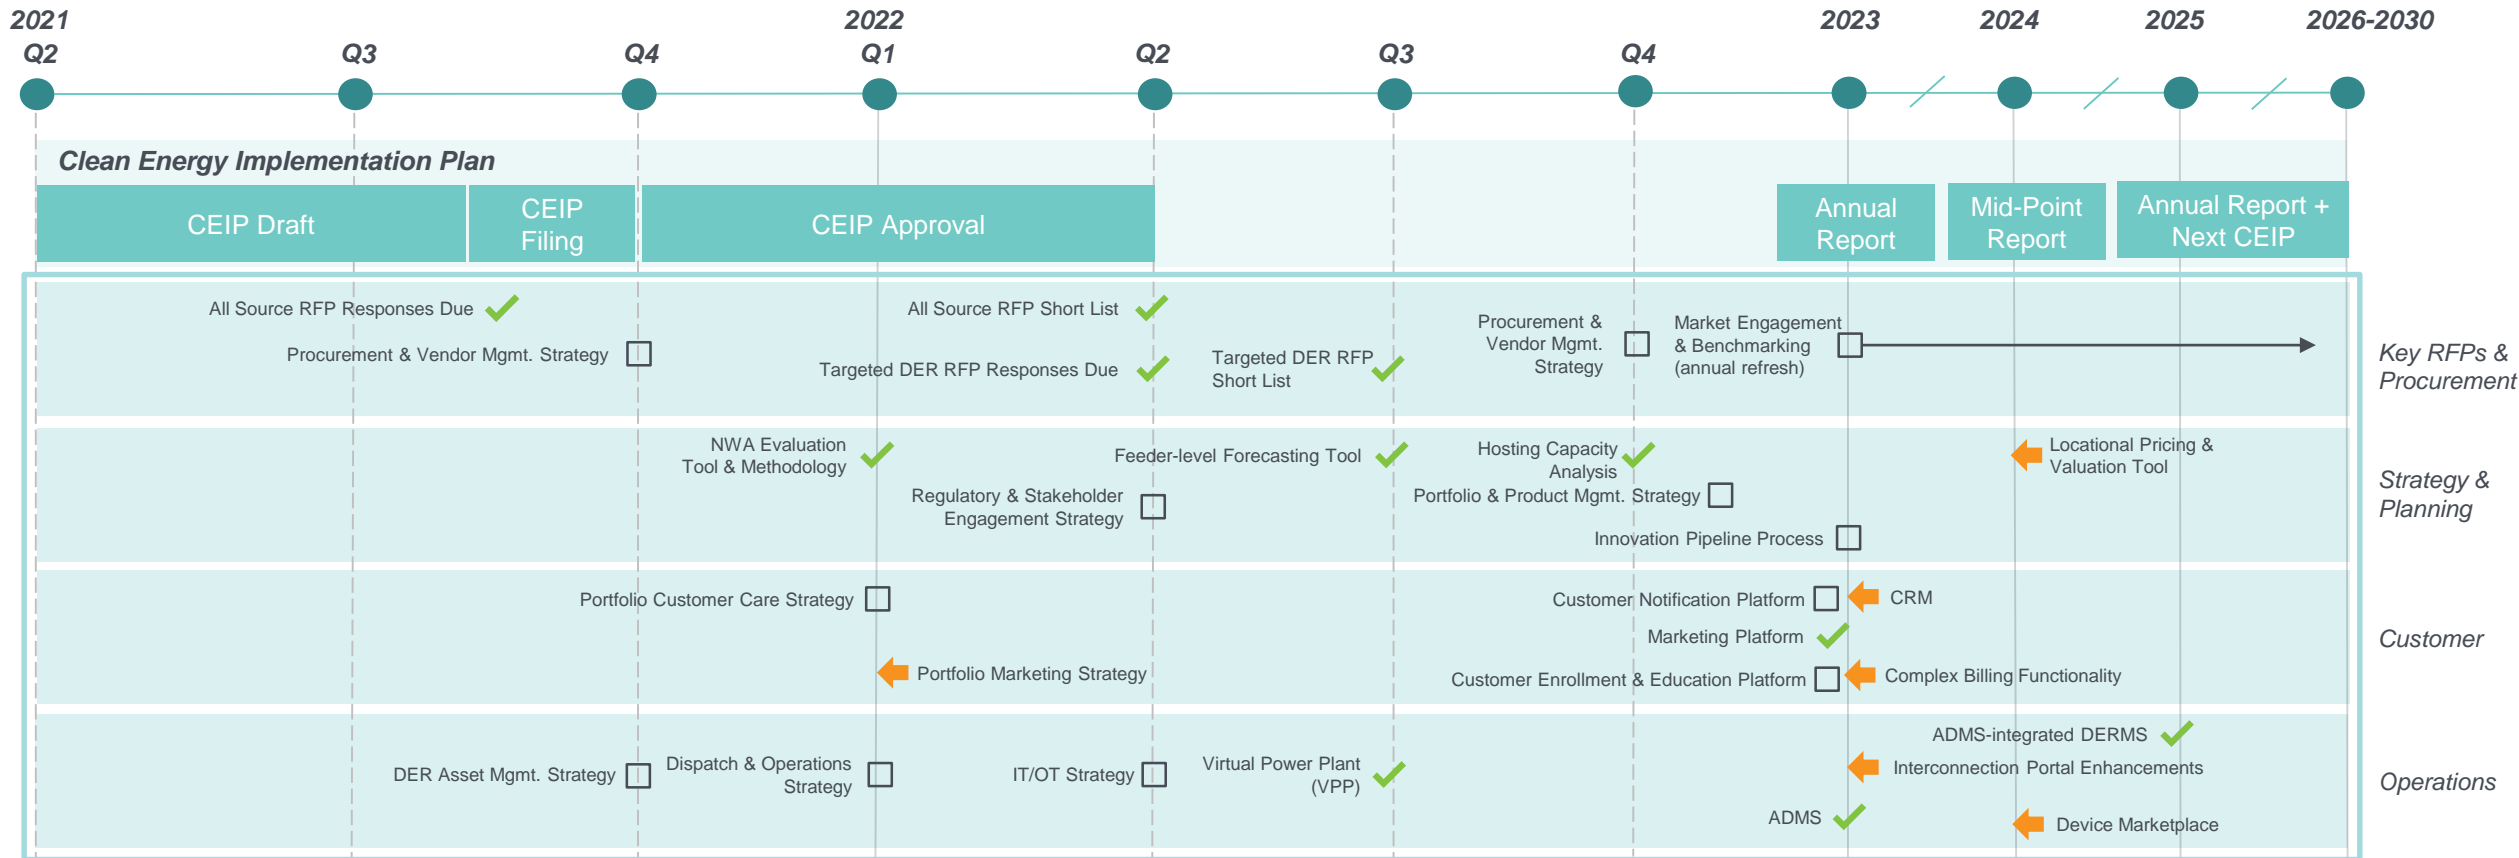 2021
2022
2023
2024
2025
2026-2030
Q2
Q3
Q4
Q1
Q2
Q3
Q4
Clean Energy Implementation Plan
CEIP Draft
CEIP
Filing
CEIP Approval
Annual
Report
Mid-Point
Report
Annual Report +
Next CEIP
All Source RFP Responses Due
Procurement & Vendor Mgmt. Strategy
All Source RFP Short List
Targeted DER RFP Responses Due
Targeted DER RFP
Short List
Procurement &
Vendor Mgmt.
Strategy
Market Engagement
& Benchmarking
(annual refresh)
Key RFPs &
Procurement
NWA Evaluation
Tool & Methodology
Regulatory & Stakeholder
Engagement Strategy
Feeder-level Forecasting Tool
Hosting Capacity
Analysis
Portfolio & Product Mgmt. Strategy
Innovation Pipeline Process
Locational Pricing &
Valuation Tool
Strategy &
Planning
Portfolio Customer Care Strategy
Portfolio Marketing Strategy
Customer Notification Platform
CRM
Marketing Platform
Customer Enrollment & Education Platform
Complex Billing Functionality
Customer
DER Asset Mgmt. Strategy
Dispatch & Operations
Strategy
IT/OT Strategy
Virtual Power Plant
(VPP)
ADMS-integrated DERMS
Interconnection Portal Enhancements
ADMS
Device Marketplace
Operations